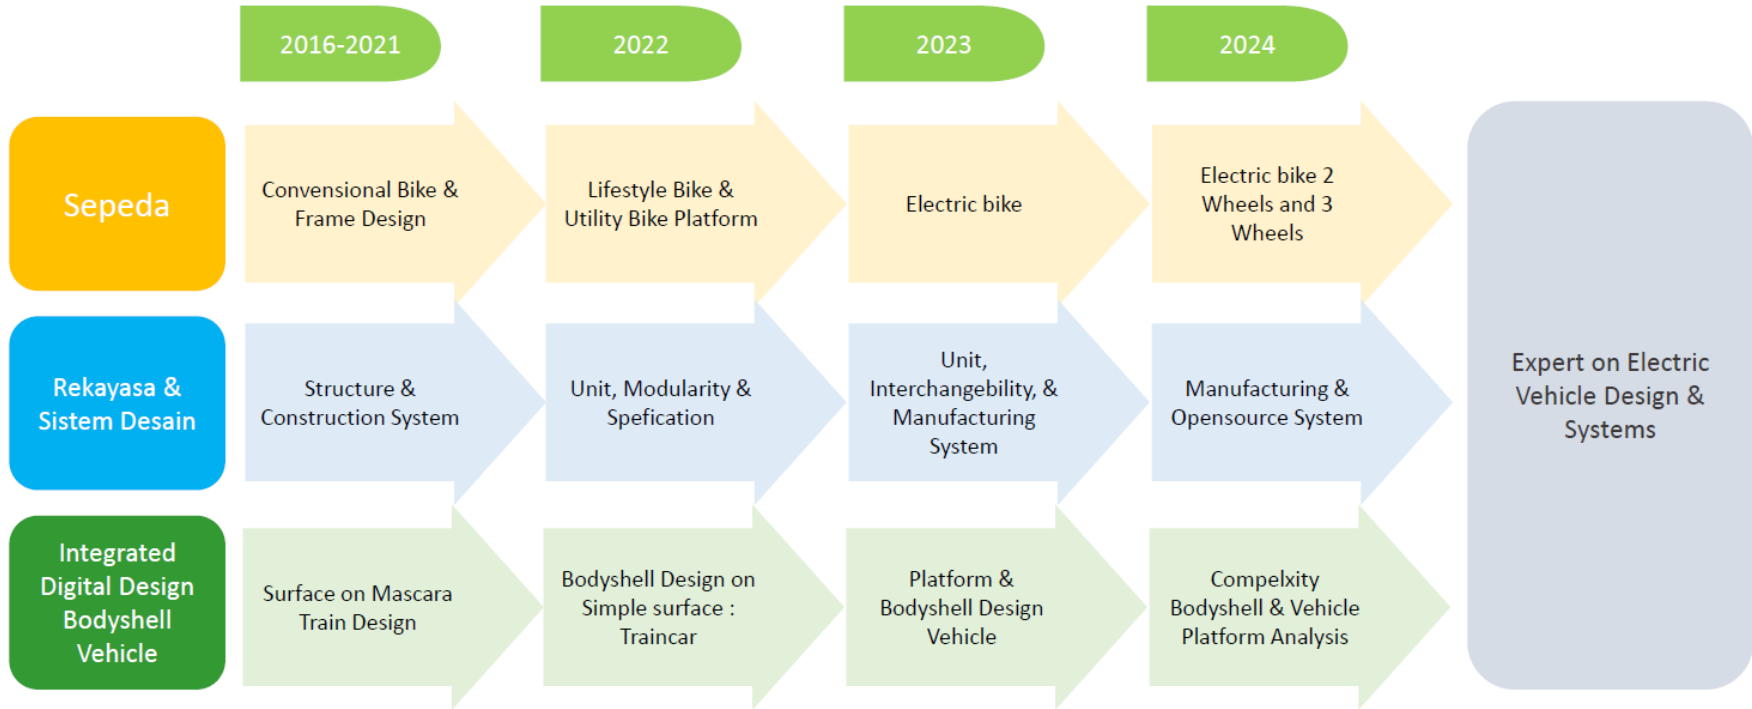 2016-2021
2022
2023
2024
Sepeda
Convensional Bike &
Frame Design
Lifestyle Bike &
Utility Bike Platform
Electric bike
Electric bike 2
Wheels and 3
Wheels
Rekayasa &
Sistem Desain
Structure &
Construction System
Unit, Modularity &
Spefication
Unit,
Interchangebility, &
Manufacturing
System
Manufacturing &
Opensource System
Integrated
Digital Design
Bodyshell
Vehicle
Surface on Mascara
Train Design
Bodyshell Design on
Simple surface :
Traincar
Platform &
Bodyshell Design
Vehicle
Compelxity
Bodyshell & Vehicle
Platform Analysis
Expert on Electric
Vehicle Design &
Systems